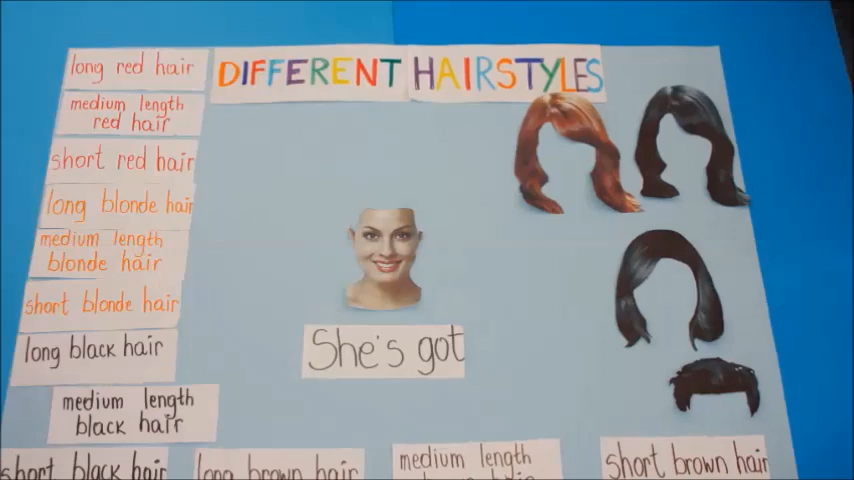 DIFFERENT HAIRSTYLES
long red hair
medium length
red hair
short red hair
long blonde hair
medium length
blonde hair
short blonde hair
long black hair
medium length
black hair
She's got
short black hair
long brown hair
medium length
short brown hair